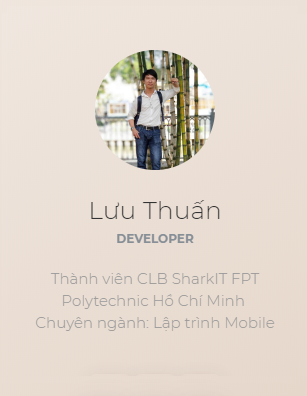 Lưu Thuấn
DEVELOPER
Thành viên CLB SharkIT FPT
Polytechnic Hồ Chí Minh
Chuyên ngành: Lập trình Mobile